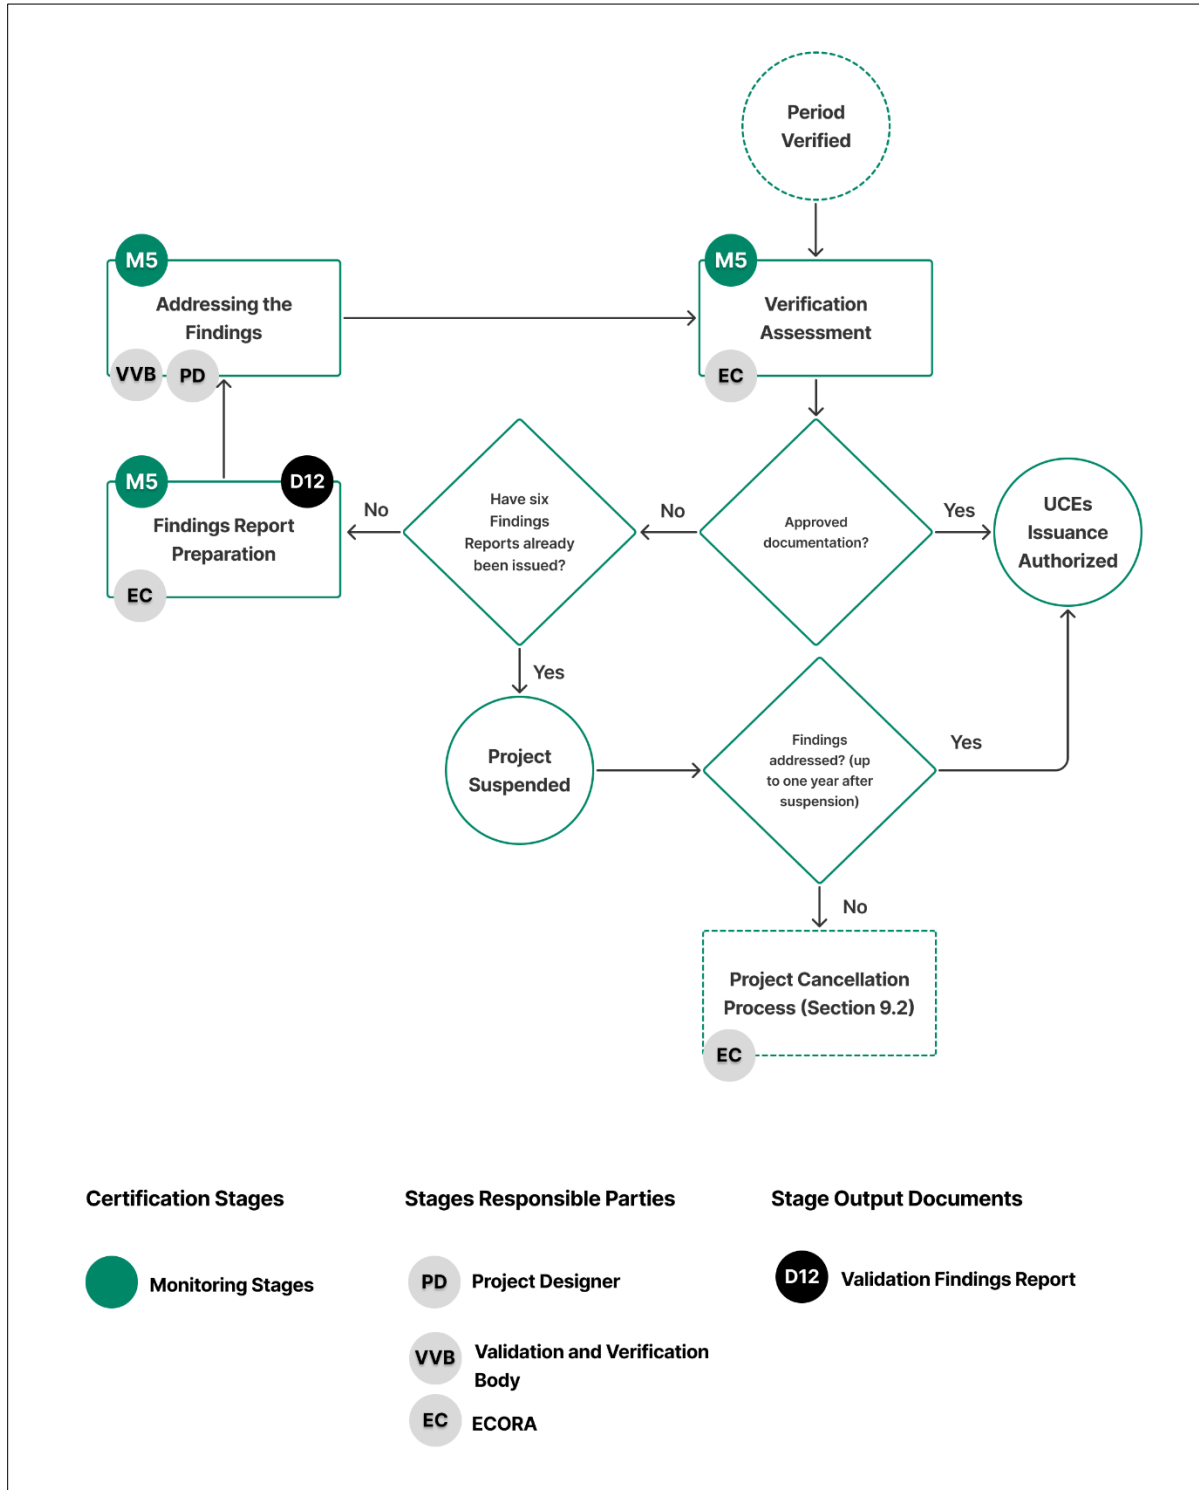 Period
Verified
M5
Addressing the
Findings
VVB
PD
M5
Verification
Assessment
EC
M5
D12
Findings Report
Preparation
EC
No
Have six
Findings
Reports already
been issued?
No
Approved
documentation?
Yes
UCEs
Issuance
Authorized
Yes
Project
Suspended
Findings
addressed? (up
to one year after
suspension)
Yes
No
Project Cancellation
Process (Section 9.2)
EC
Certification Stages
Monitoring Stages
Stages Responsible Parties
PD
Project Designer
VVB
Validation and Verification
Body
EC
ECORA
Stage Output Documents
D12
Validation Findings Report